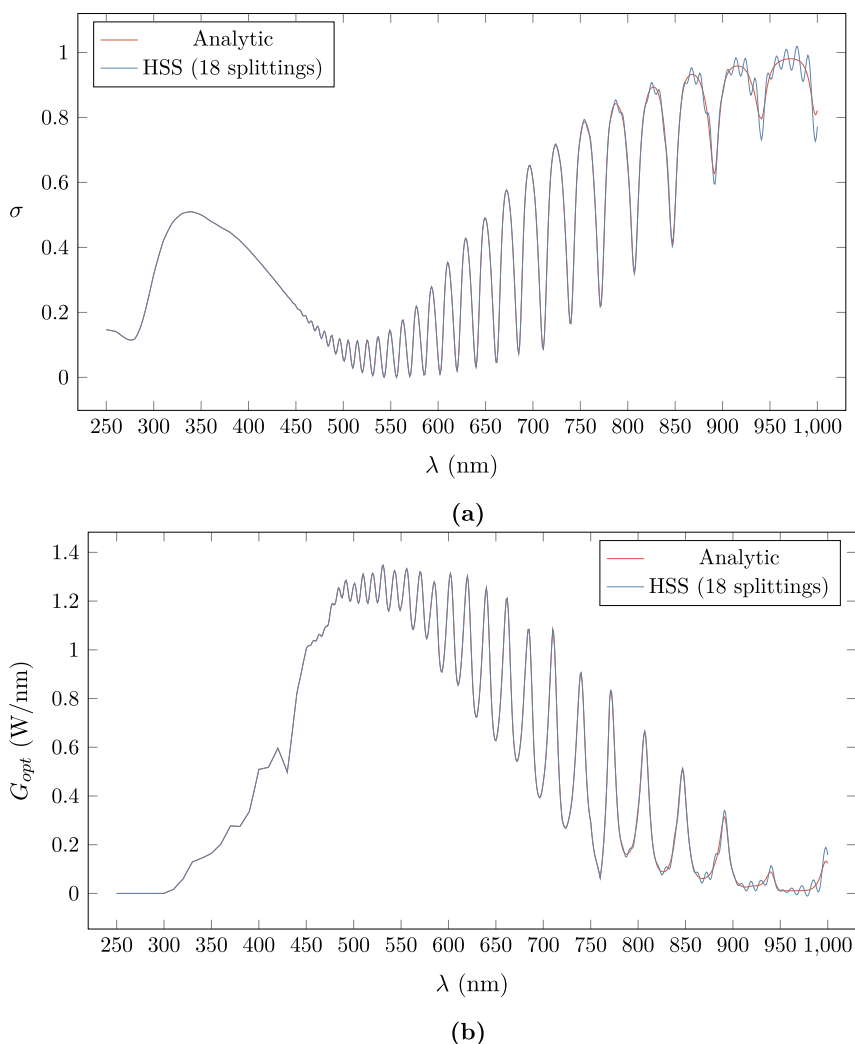 Analytic
HSS (18 splittings)
1
0.8
0.6
0.4
0.2
0
σ
250 300 350 400 450 500 550 600 650 700 750 800 850 900 950 1,000
λ (nm)
(a)
Analytic
HSS (18 splittings)
1.4
1.2
1
0.8
0.6
0.4
0.2
0
G_opt (W/nm)
250 300 350 400 450 500 550 600 650 700 750 800 850 900 950 1,000
λ (nm)
(b)